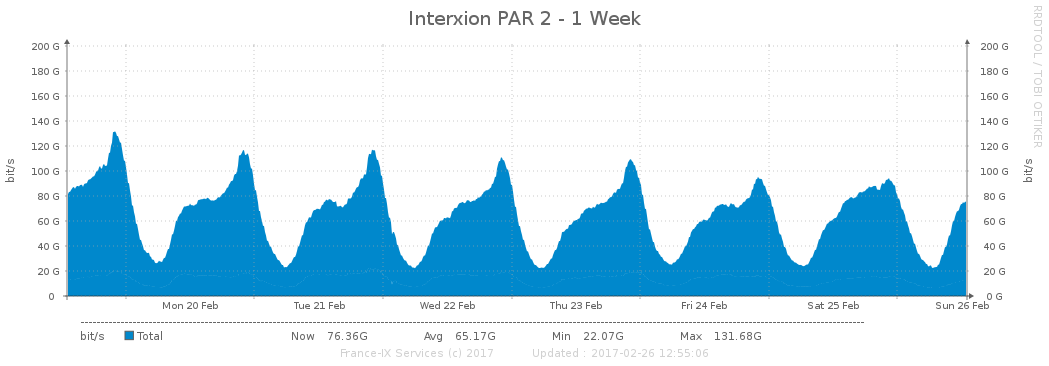 Interxion PAR 2 - 1 Week
RRDTOOL / TOBI OETIKER
bit/s
200 G
180 G
160 G
140 G
120 G
100 G
80 G
60 G
40 G
20 G
0
200 G
180 G
160 G
140 G
120 G
100 G
80 G
60 G
40 G
20 G
0 G
bit/s
Mon 20 Feb Tue 21 Feb Wed 22 Feb Thu 23 Feb Fri 24 Feb Sat 25 Feb Sun 26 Feb
bit/s Total Now 76.36G Avg 65.17G Min 22.07G Max 131.68G
France-IX Services (c) 2017 Updated : 2017-02-26 12:55:06